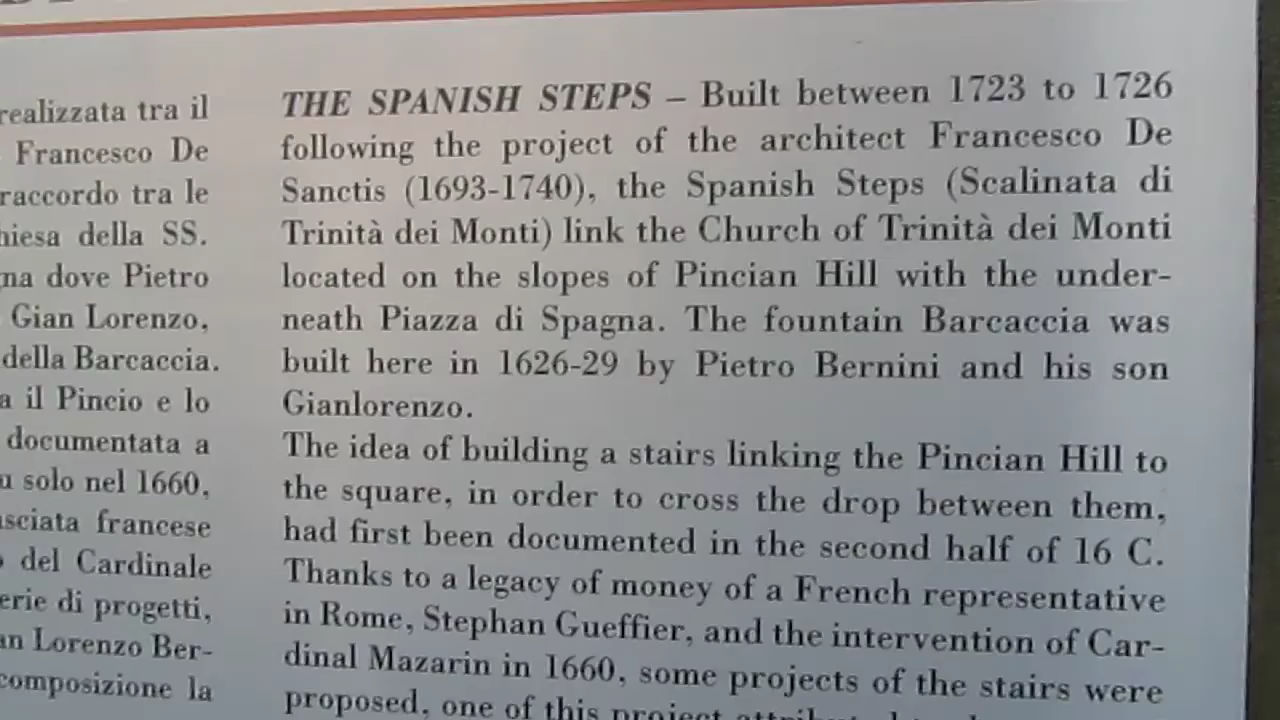 realizzata tra il
Francesco De
raccordo tra le
hiesa della SS.
na dove Pietro
Gian Lorenzo,
della Barcaccia.
a il Pincio e lo
documentata a
u solo nel 1660,
sciata francese
del Cardinale
erie di progetti,
an Lorenzo Ber-
composizione la
THE SPANISH STEPS – Built between 1723 to 1726
following the project of the architect Francesco De
Sanctis (1693-1740), the Spanish Steps (Scalinata di
Trinità dei Monti) link the Church of Trinità dei Monti
located on the slopes of Pincian Hill with the under-
neath Piazza di Spagna. The fountain Barcaccia was
built here in 1626-29 by Pietro Bernini and his son
Gianlorenzo.
The idea of building a stairs linking the Pincian Hill to
the square, in order to cross the drop between them,
had first been documented in the second half of 16 C.
Thanks to a legacy of money of a French representative
in Rome, Stephan Gueffier, and the intervention of Car-
dinal Mazarin in 1660, some projects of the stairs were
proposed, one of this project